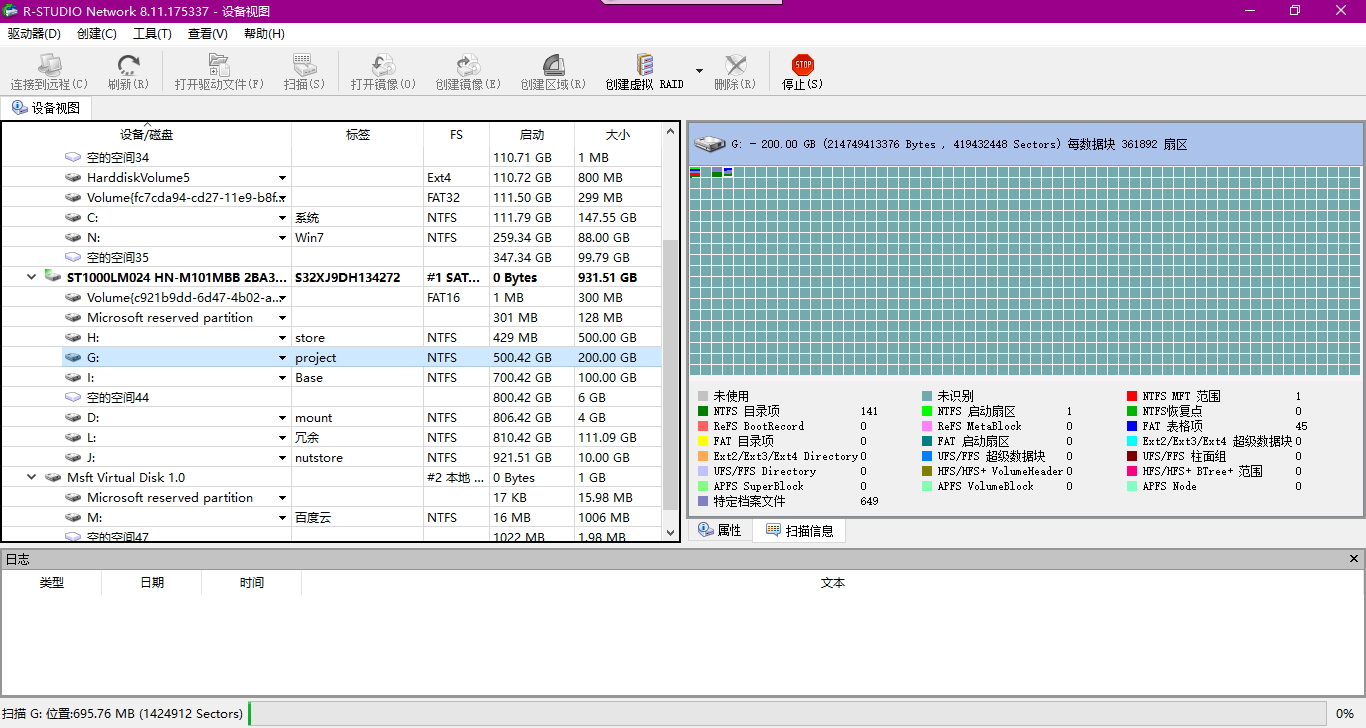 R-STUDIO Network 8.11.175337 - 设备视图
驱动器(D) 创建(C) 工具(T) 查看(V) 帮助(H)
连接到远程(C) 刷新(R) 打开驱动文件(F) 扫描(S) 打开镜像(O) 创建镜像(E) 创建区域(R) 创建虚拟 RAID 删除(R) STOP 停止(S)
设备视图
设备/磁盘 标签 FS 启动 大小
空的空间34 110.71 GB 1 MB
HarddiskVolume5 Ext4 110.72 GB 800 MB
Volume(fc7cda94-cd27-11e9-b8f... FAT32 111.50 GB 299 MB
C: 系统 NTFS 111.79 GB 147.55 GB
N: Win7 NTFS 259.34 GB 88.00 GB
空的空间35 347.34 GB 99.79 GB
ST1000LM024 HN-M101MBB 2BA3... S32XJ9DH134272 #1 SAT... 0 Bytes 931.51 GB
Volume(c921b9dd-6d47-4b02-a... FAT16 1 MB 300 MB
Microsoft reserved partition 301 MB 128 MB
H: store NTFS 429 MB 500.00 GB
G: project NTFS 500.42 GB 200.00 GB
I: Base NTFS 700.42 GB 100.00 GB
空的空间44 800.42 GB 6 GB
D: mount NTFS 806.42 GB 4 GB
L: 冗余 NTFS 810.42 GB 111.09 GB
J: nutstore NTFS 921.51 GB 10.00 GB
Msft Virtual Disk 1.0 #2 本地 ... 0 Bytes 1 GB
Microsoft reserved partition 17 KB 15.98 MB
M: 百度云 NTFS 16 MB 1006 MB
空的空间47 1022 MB 1.98 MB
G: - 200.00 GB (214749413376 Bytes , 419432448 Sectors) 每数据块 361892 扇区
未使用 未识别 NTFS MFT 范围 1
NTFS 目录项 141 NTFS 启动扇区 1 NTFS恢复点 0
ReFS BootRecord 0 ReFS MetaBlock 0 FAT 表格项 45
FAT 目录项 0 FAT 启动扇区 0 Ext2/Ext3/Ext4 超级数据块 0
Ext2/Ext3/Ext4 Directory 0 UFS/FFS 超级数据块 0 UFS/FFS 柱面组 0
UFS/FFS Directory 0 HFS/HFS+ VolumeHeader 0 HFS/HFS+ BTree+ 范围 0
APFS SuperBlock 0 APFS VolumeBlock 0 APFS Node 0
特定档案文件 649
属性 扫描信息
日志
类型 日期 时间 文本
扫描 G: 位置:695.76 MB (1424912 Sectors) 0%